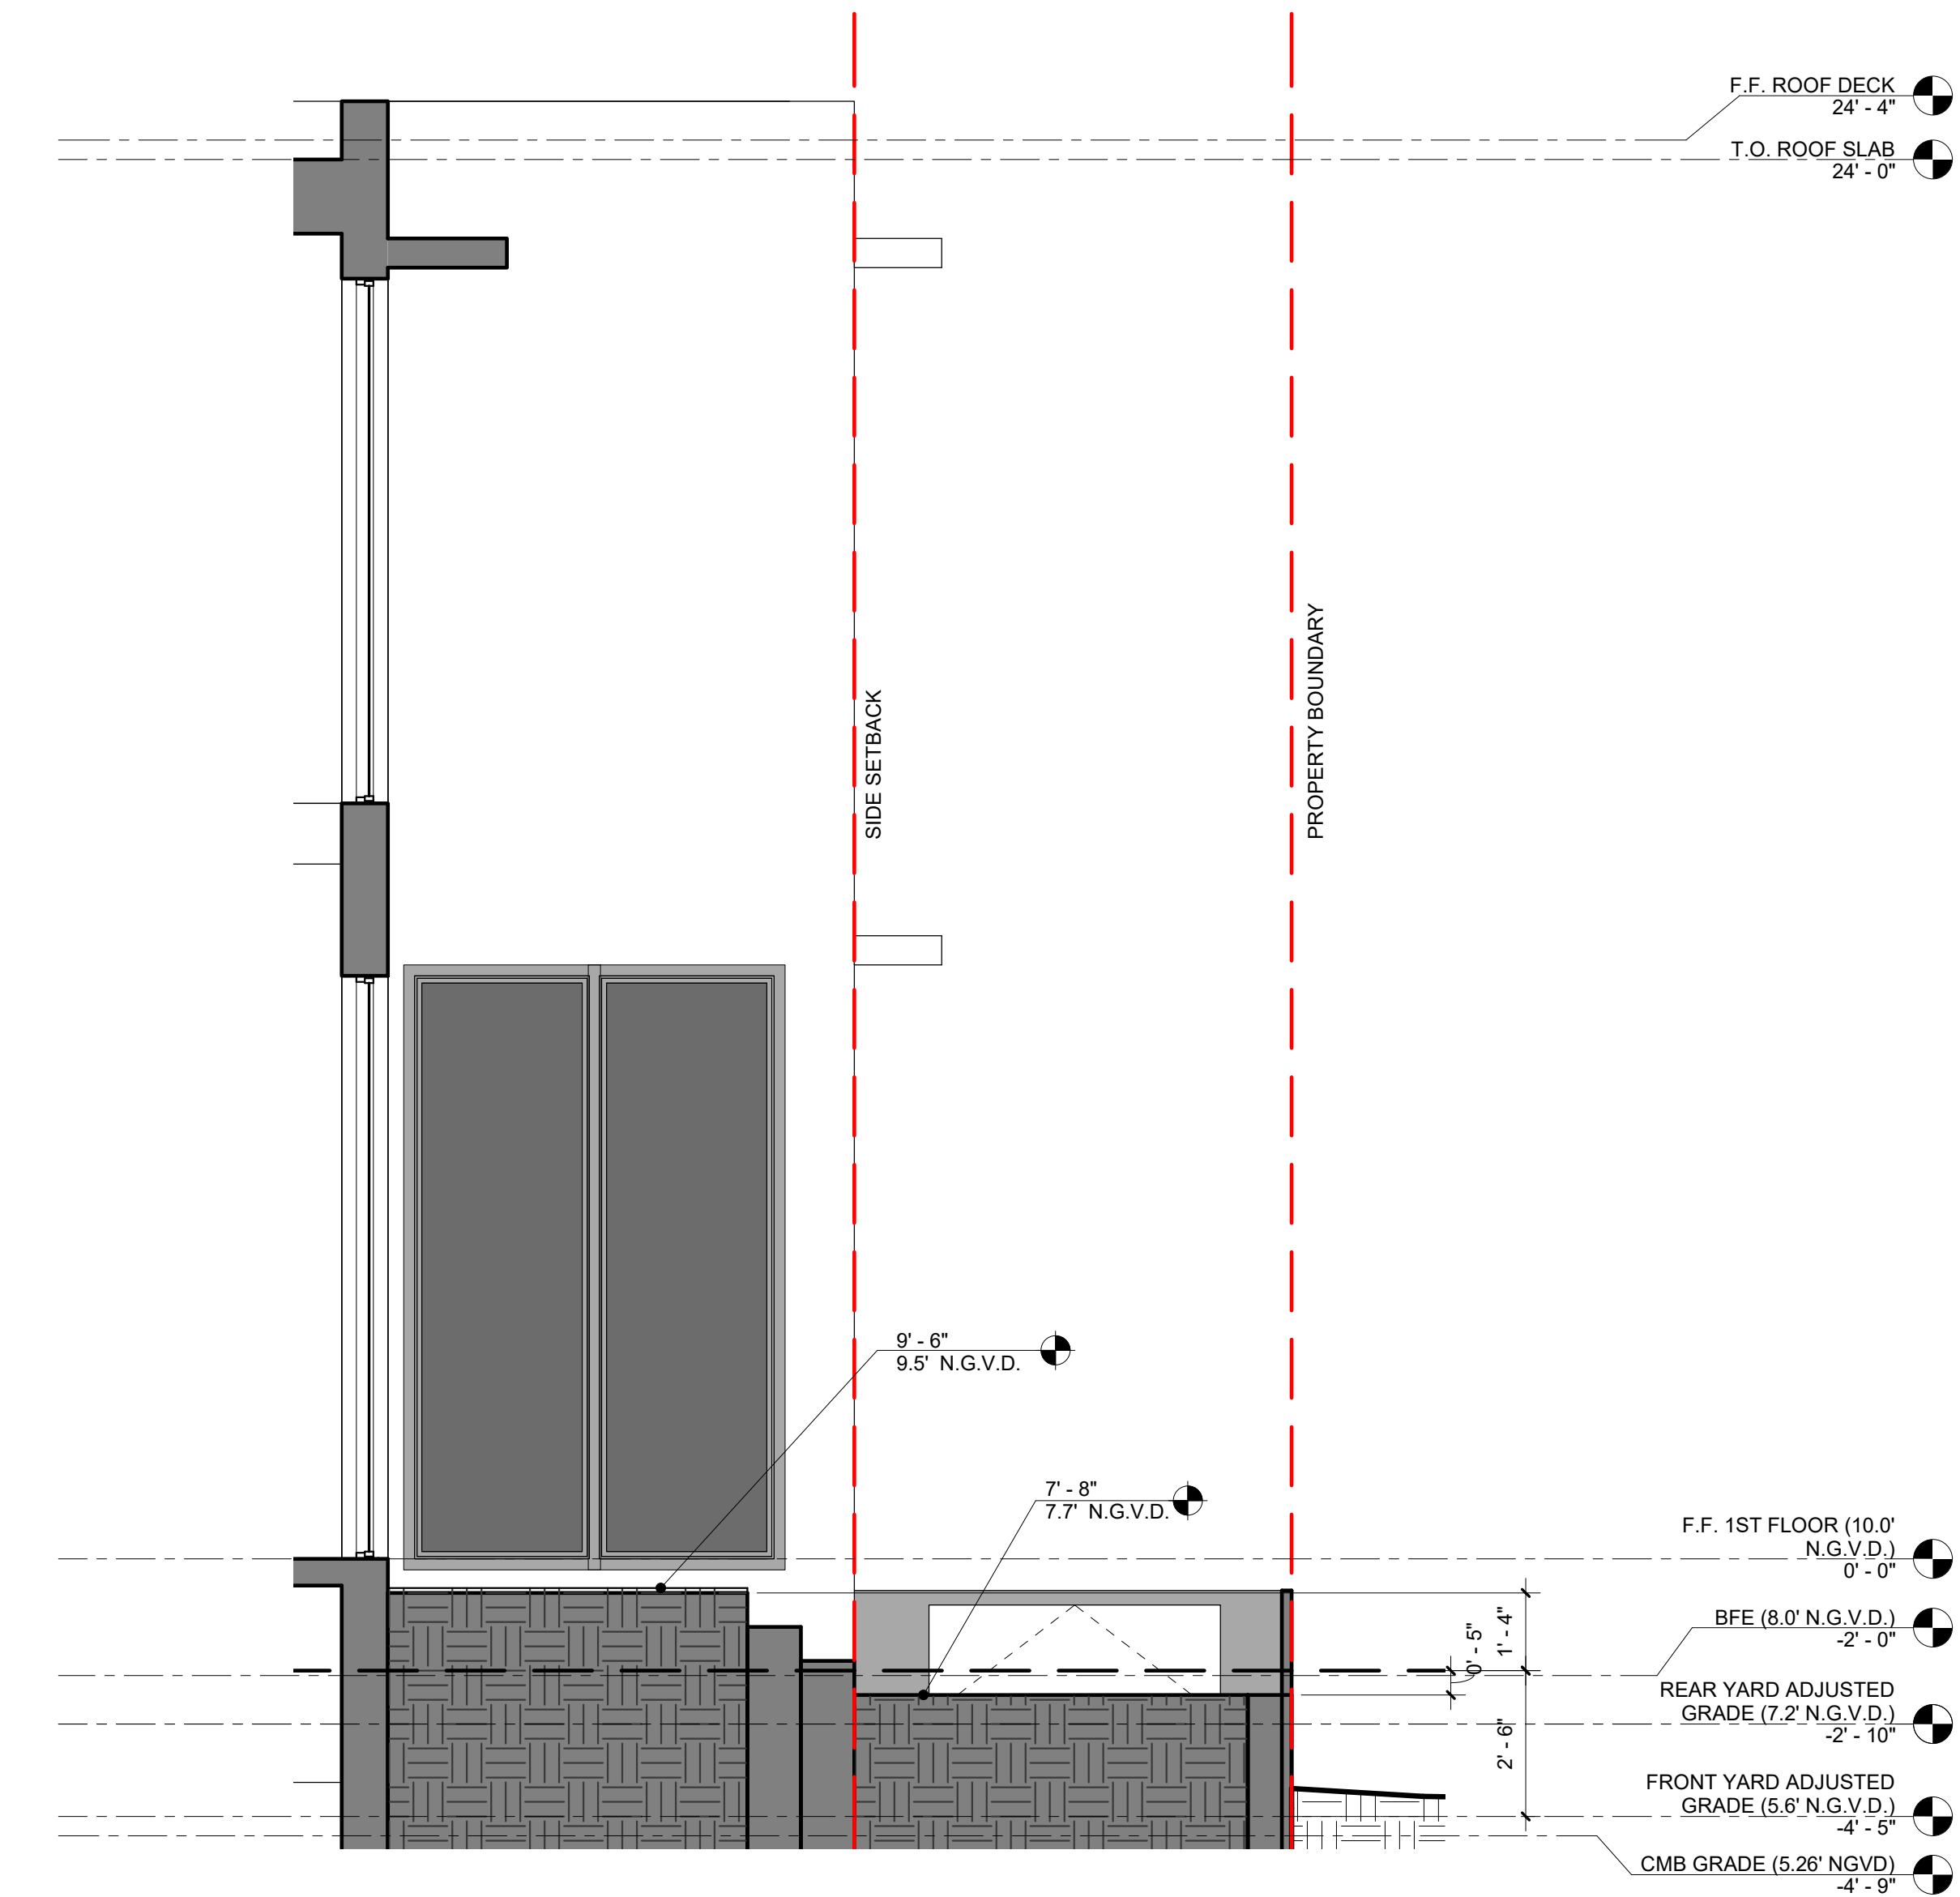 F.F. ROOF DECK
24' - 4"
T.O. ROOF SLAB
24' - 0"
PROPERTY BOUNDARY
SIDE SETBACK
9' - 6"
9.5' N.G.V.D.
7' - 8"
7.7' N.G.V.D.
F.F. 1ST FLOOR (10.0'
N.G.V.D.)
0' - 0"
0' - 5"
1' - 4"
BFE (8.0' N.G.V.D.)
-2' - 0"
REAR YARD ADJUSTED
GRADE (7.2' N.G.V.D.)
-2' - 10"
2' - 6"
FRONT YARD ADJUSTED
GRADE (5.6' N.G.V.D.)
-4' - 5"
CMB GRADE (5.26' NGVD)
-4' - 9"